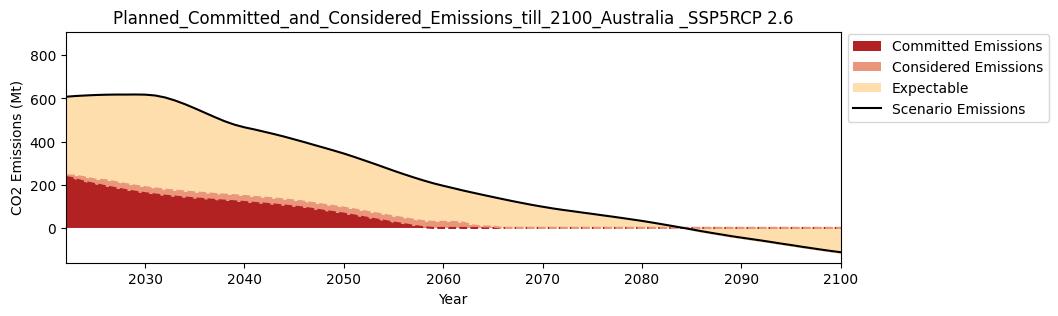 Planned_Committed_and_Considered_Emissions_till_2100_Australia _SSP5RCP 2.6
Committed Emissions
Considered Emissions
Expectable
Scenario Emissions
CO2 Emissions (Mt)
800
600
400
200
0
2030
2040
2050
2060
2070
2080
2090
2100
Year